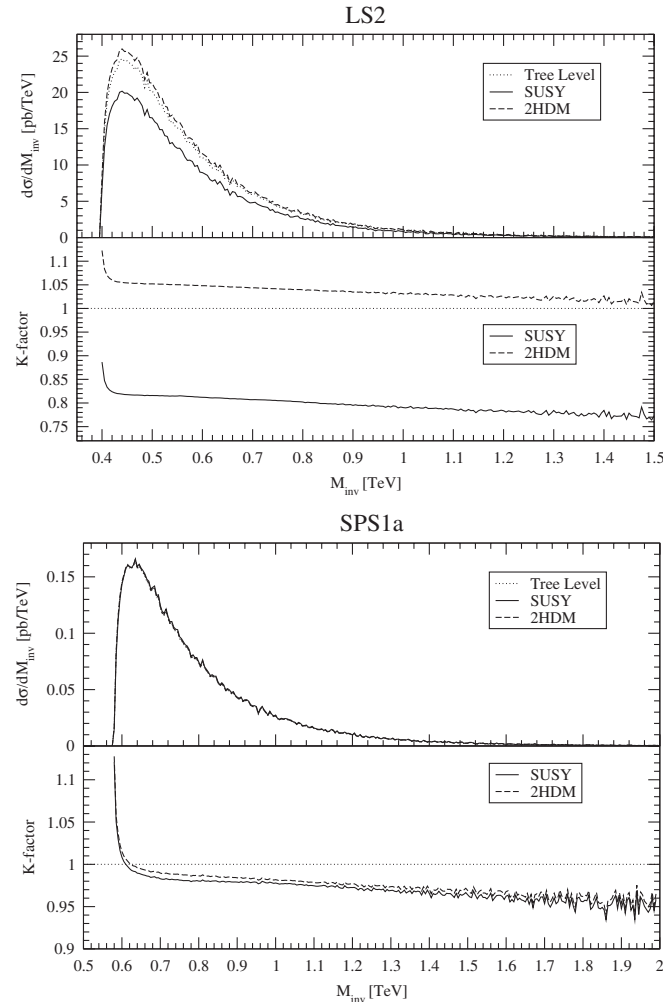 LS2
25
20
15
10
5
0
dσ/dM_inv [pb/TeV]
Tree Level
SUSY
2HDM
1.1
1.05
1
0.95
0.9
0.85
0.8
0.75
K-factor
SUSY
2HDM
0.4 0.5 0.6 0.7 0.8 0.9 1 1.1 1.2 1.3 1.4 1.5
M_inv [TeV]
SPS1a
0.15
0.1
0.05
0
dσ/dM_inv [pb/TeV]
Tree Level
SUSY
2HDM
1.1
1.05
1
0.95
0.9
K-factor
SUSY
2HDM
0.5 0.6 0.7 0.8 0.9 1 1.1 1.2 1.3 1.4 1.5 1.6 1.7 1.8 1.9 2
M_inv [TeV]